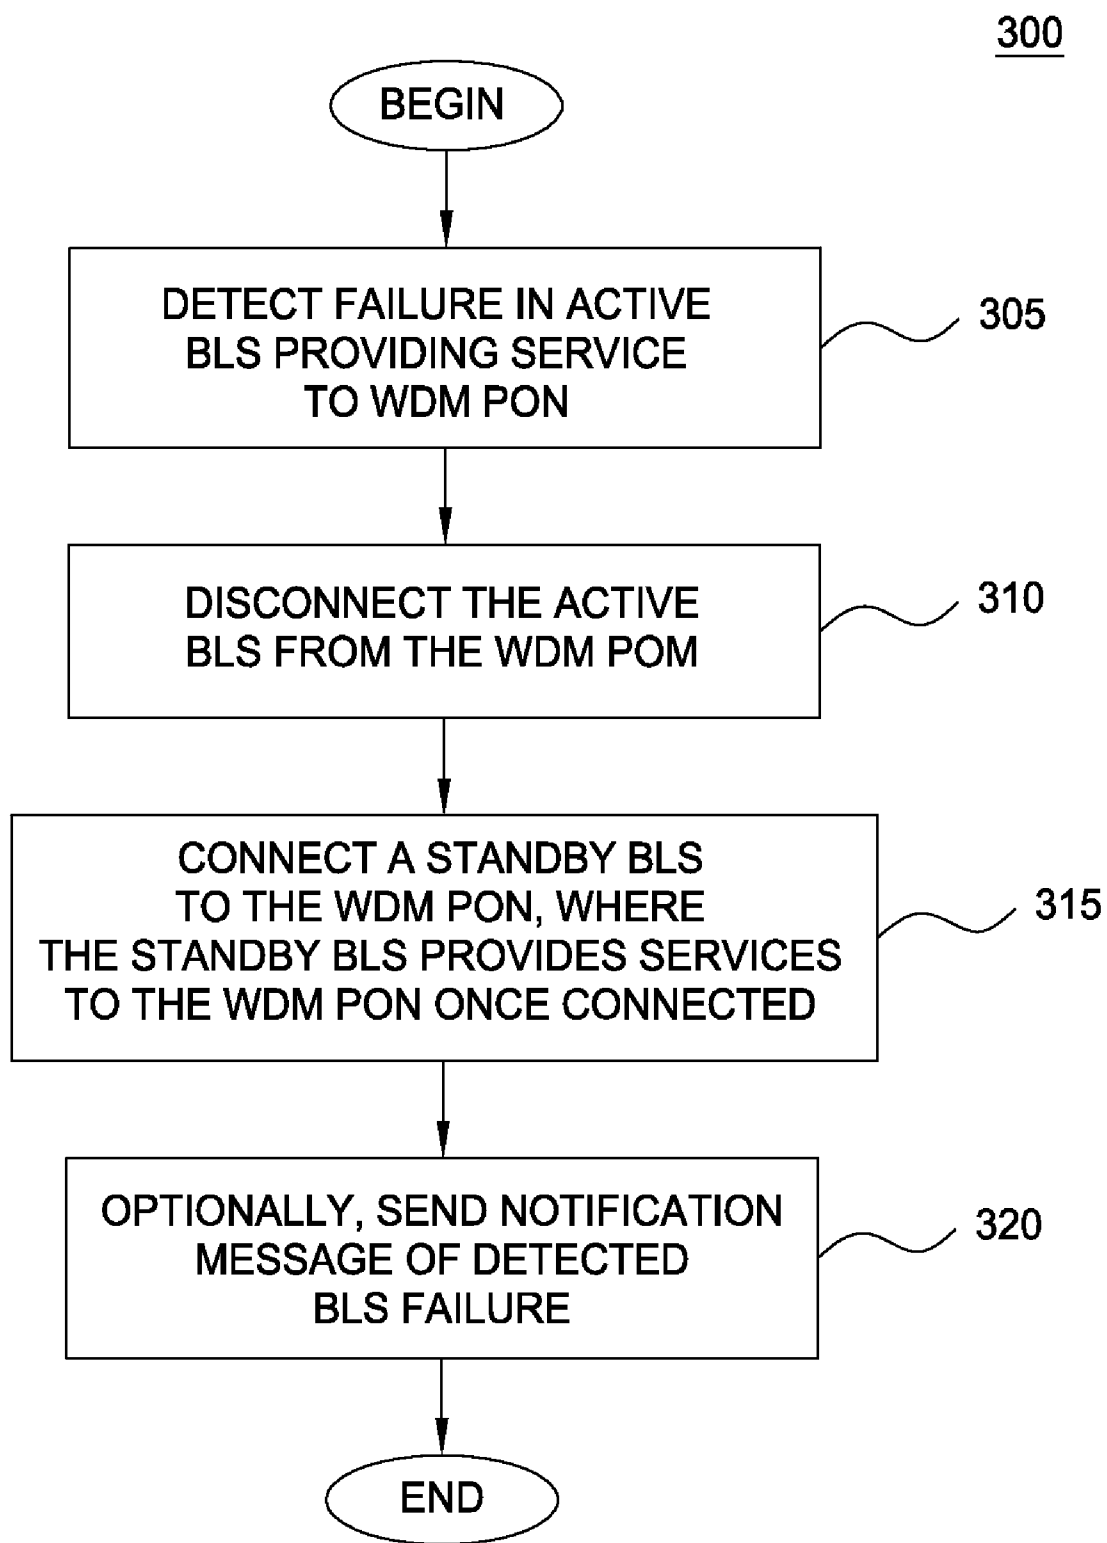 300
BEGIN
DETECT FAILURE IN ACTIVE
BLS PROVIDING SERVICE
TO WDM PON
305
DISCONNECT THE ACTIVE
BLS FROM THE WDM POM
310
CONNECT A STANDBY BLS
TO THE WDM PON, WHERE
THE STANDBY BLS PROVIDES SERVICES
TO THE WDM PON ONCE CONNECTED
315
OPTIONALLY, SEND NOTIFICATION
MESSAGE OF DETECTED
BLS FAILURE
320
END